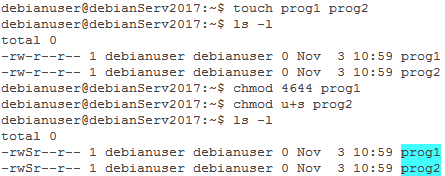 debianuser@debianServ2017:~$ touch prog1 prog2
debianuser@debianServ2017:~$ ls -l
total 0
-rw-r--r-- 1 debianuser debianuser 0 Nov  3 10:59 prog1
-rw-r--r-- 1 debianuser debianuser 0 Nov  3 10:59 prog2
debianuser@debianServ2017:~$ chmod 4644 prog1
debianuser@debianServ2017:~$ chmod u+s prog2
debianuser@debianServ2017:~$ ls -l
total 0
-rwSr--r-- 1 debianuser debianuser 0 Nov  3 10:59 prog1
-rwSr--r-- 1 debianuser debianuser 0 Nov  3 10:59 prog2